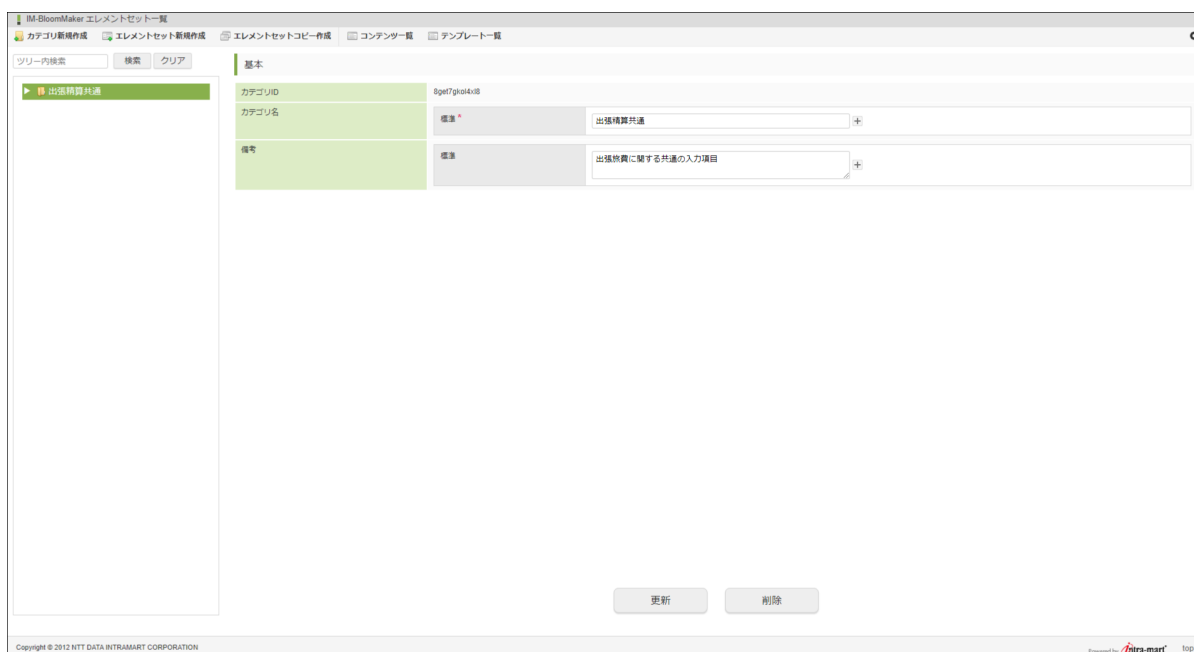 IM-BloomMaker エレメントセット一覧
カテゴリ新規作成 エレメントセット新規作成 エレメントセットコピー作成 コンテンツ一覧 テンプレート一覧
ツリー内検索 検索 クリア
基本
出張精算共通
カテゴリID 8get7gkol4xl8
カテゴリ名 標準* 出張精算共通
備考 標準 出張旅費に関する共通の入力項目
更新 削除
Copyright © 2012 NTT DATA INTRAMART CORPORATION
Powered by intra-mart top